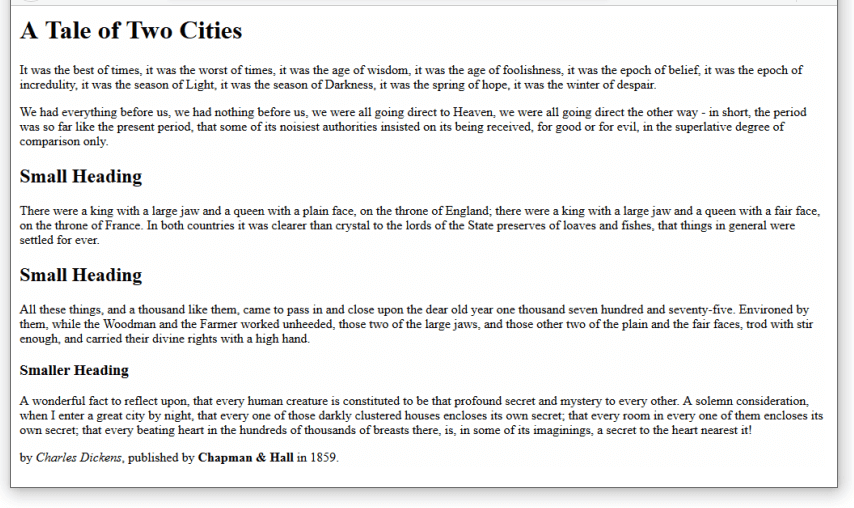 A Tale of Two Cities
It was the best of times, it was the worst of times, it was the age of wisdom, it was the age of foolishness, it was the epoch of belief, it was the epoch of
incredulity, it was the season of Light, it was the season of Darkness, it was the spring of hope, it was the winter of despair.
We had everything before us, we had nothing before us, we were all going direct to Heaven, we were all going direct the other way - in short, the period
was so far like the present period, that some of its noisiest authorities insisted on its being received, for good or for evil, in the superlative degree of
comparison only.
Small Heading
There were a king with a large jaw and a queen with a plain face, on the throne of England; there were a king with a large jaw and a queen with a fair face,
on the throne of France. In both countries it was clearer than crystal to the lords of the State preserves of loaves and fishes, that things in general were
settled for ever.
Small Heading
All these things, and a thousand like them, came to pass in and close upon the dear old year one thousand seven hundred and seventy-five. Environed by
them, while the Woodman and the Farmer worked unheeded, those two of the large jaws, and those other two of the plain and the fair faces, trod with stir
enough, and carried their divine rights with a high hand.
Smaller Heading
A wonderful fact to reflect upon, that every human creature is constituted to be that profound secret and mystery to every other. A solemn consideration,
when I enter a great city by night, that every one of those darkly clustered houses encloses its own secret; that every room in every one of them encloses its
own secret; that every beating heart in the hundreds of thousands of breasts there, is, in some of its imaginings, a secret to the heart nearest it!
by Charles Dickens, published by Chapman & Hall in 1859.